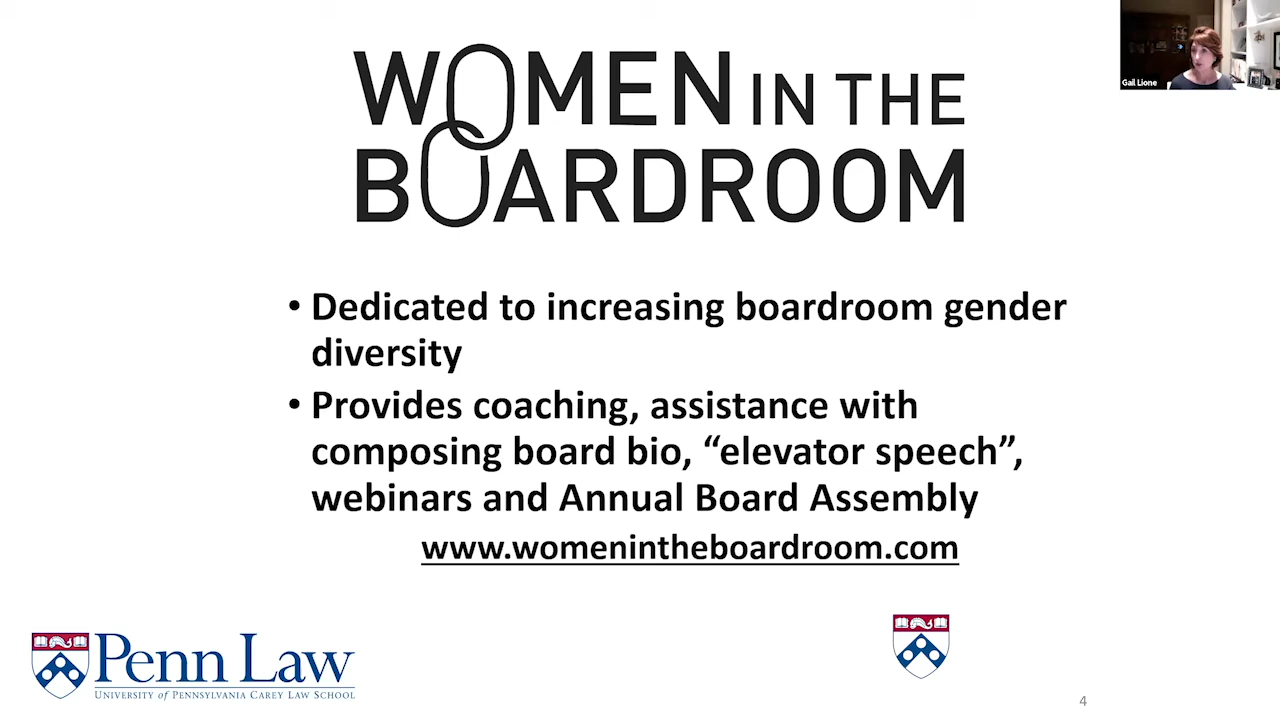 WOMEN IN THE
BOARDROOM
Gail Lione
• Dedicated to increasing boardroom gender
diversity
• Provides coaching, assistance with
composing board bio, “elevator speech”,
webinars and Annual Board Assembly
www.womenintheboardroom.com
Penn Law
UNIVERSITY of PENNSYLVANIA CAREY LAW SCHOOL
4